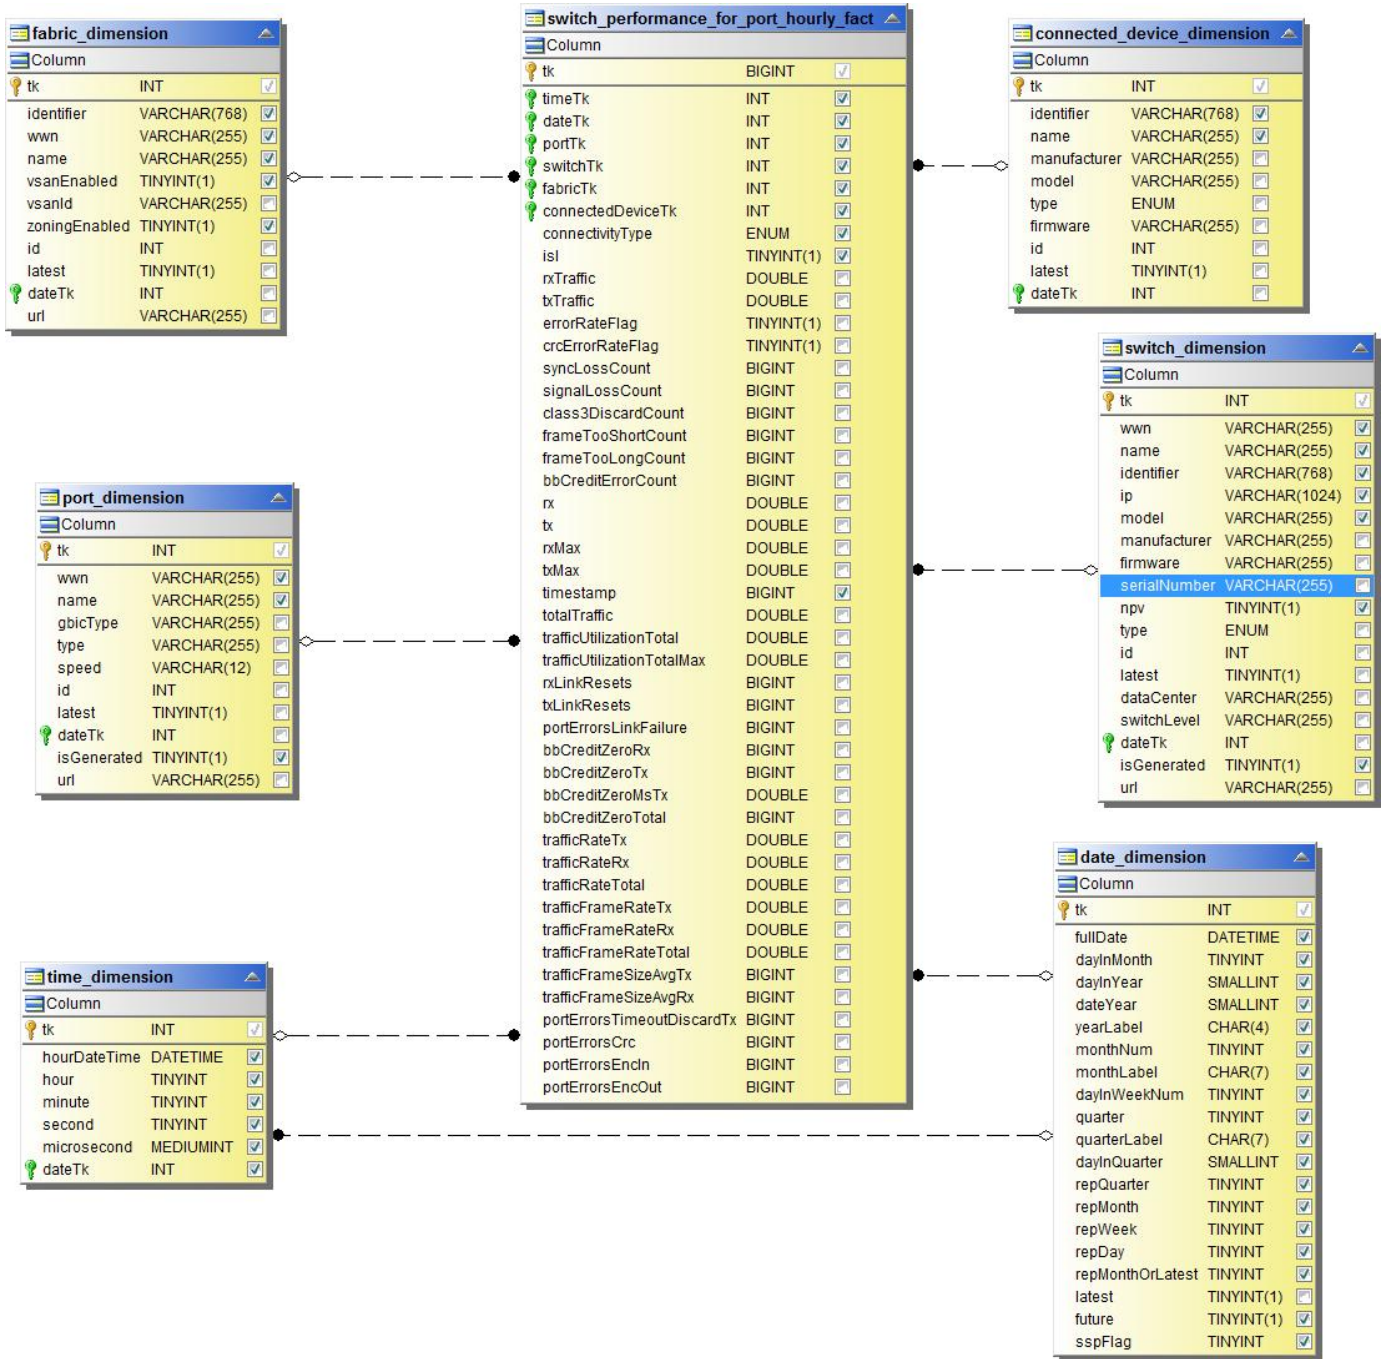 fabric_dimension
Column
tk INT
identifier VARCHAR(768)
wwn VARCHAR(255)
name VARCHAR(255)
vsanEnabled TINYINT(1)
vsanId VARCHAR(255)
zoningEnabled TINYINT(1)
id INT
latest TINYINT(1)
dateTk INT
url VARCHAR(255)
port_dimension
Column
tk INT
wwn VARCHAR(255)
name VARCHAR(255)
gbicType VARCHAR(255)
type VARCHAR(255)
speed VARCHAR(12)
id INT
latest TINYINT(1)
dateTk INT
isGenerated TINYINT(1)
url VARCHAR(255)
time_dimension
Column
tk INT
hourDateTime DATETIME
hour TINYINT
minute TINYINT
second TINYINT
microsecond MEDIUMINT
dateTk INT
switch_performance_for_port_hourly_fact
Column
tk BIGINT
timeTk INT
dateTk INT
portTk INT
switchTk INT
fabricTk INT
connectedDeviceTk INT
connectivityType ENUM
isl TINYINT(1)
rxTraffic DOUBLE
txTraffic DOUBLE
errorRateFlag TINYINT(1)
crcErrorRateFlag TINYINT(1)
syncLossCount BIGINT
signalLossCount BIGINT
class3DiscardCount BIGINT
frameTooShortCount BIGINT
frameTooLongCount BIGINT
bbCreditErrorCount BIGINT
rx DOUBLE
tx DOUBLE
rxMax DOUBLE
txMax DOUBLE
timestamp BIGINT
totalTraffic DOUBLE
trafficUtilizationTotal DOUBLE
trafficUtilizationTotalMax DOUBLE
rxLinkResets BIGINT
txLinkResets BIGINT
portErrorsLinkFailure BIGINT
bbCreditZeroRx BIGINT
bbCreditZeroTx BIGINT
bbCreditZeroMsTx DOUBLE
bbCreditZeroTotal BIGINT
trafficRateTx DOUBLE
trafficRateRx DOUBLE
trafficRateTotal DOUBLE
trafficFrameRateTx DOUBLE
trafficFrameRateRx DOUBLE
trafficFrameRateTotal DOUBLE
trafficFrameSizeAvgTx BIGINT
trafficFrameSizeAvgRx BIGINT
portErrorsTimeoutDiscardTx BIGINT
portErrorsCrc BIGINT
portErrorsEncIn BIGINT
portErrorsEncOut BIGINT
connected_device_dimension
Column
tk INT
identifier VARCHAR(768)
name VARCHAR(255)
manufacturer VARCHAR(255)
model VARCHAR(255)
type ENUM
firmware VARCHAR(255)
id INT
latest TINYINT(1)
dateTk INT
switch_dimension
Column
tk INT
wwn VARCHAR(255)
name VARCHAR(255)
identifier VARCHAR(768)
ip VARCHAR(1024)
model VARCHAR(255)
manufacturer VARCHAR(255)
firmware VARCHAR(255)
serialNumber VARCHAR(255)
npv TINYINT(1)
type ENUM
id INT
latest TINYINT(1)
dataCenter VARCHAR(255)
switchLevel VARCHAR(255)
dateTk INT
isGenerated TINYINT(1)
url VARCHAR(255)
date_dimension
Column
tk INT
fullDate DATETIME
dayInMonth TINYINT
dayInYear SMALLINT
dateYear SMALLINT
yearLabel CHAR(4)
monthNum TINYINT
monthLabel CHAR(7)
dayInWeekNum TINYINT
quarter TINYINT
quarterLabel CHAR(7)
dayInQuarter SMALLINT
repQuarter TINYINT
repMonth TINYINT
repWeek TINYINT
repDay TINYINT
repMonthOrLatest TINYINT
latest TINYINT(1)
future TINYINT(1)
sspFlag TINYINT